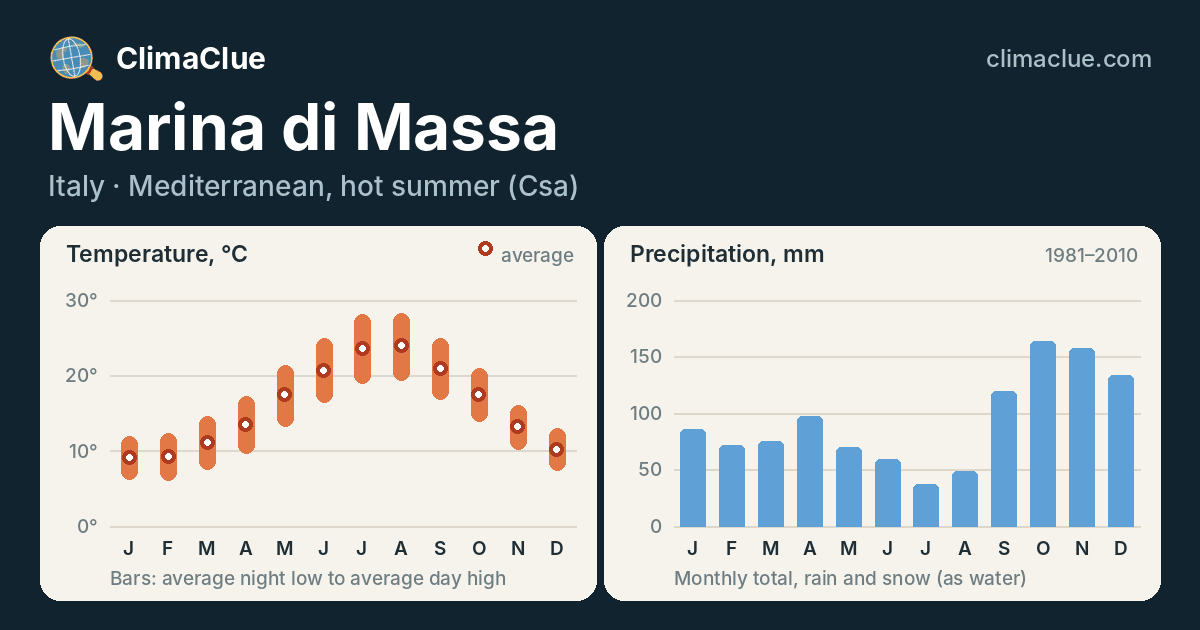 ClimaClue
climaclue.com
Marina di Massa
Italy · Mediterranean, hot summer (Csa)
Temperature, °C
average
30°
20°
10°
0°
J F M A M J J A S O N D
Bars: average night low to average day high
Precipitation, mm
1981–2010
200
150
100
50
0
J F M A M J J A S O N D
Monthly total, rain and snow (as water)